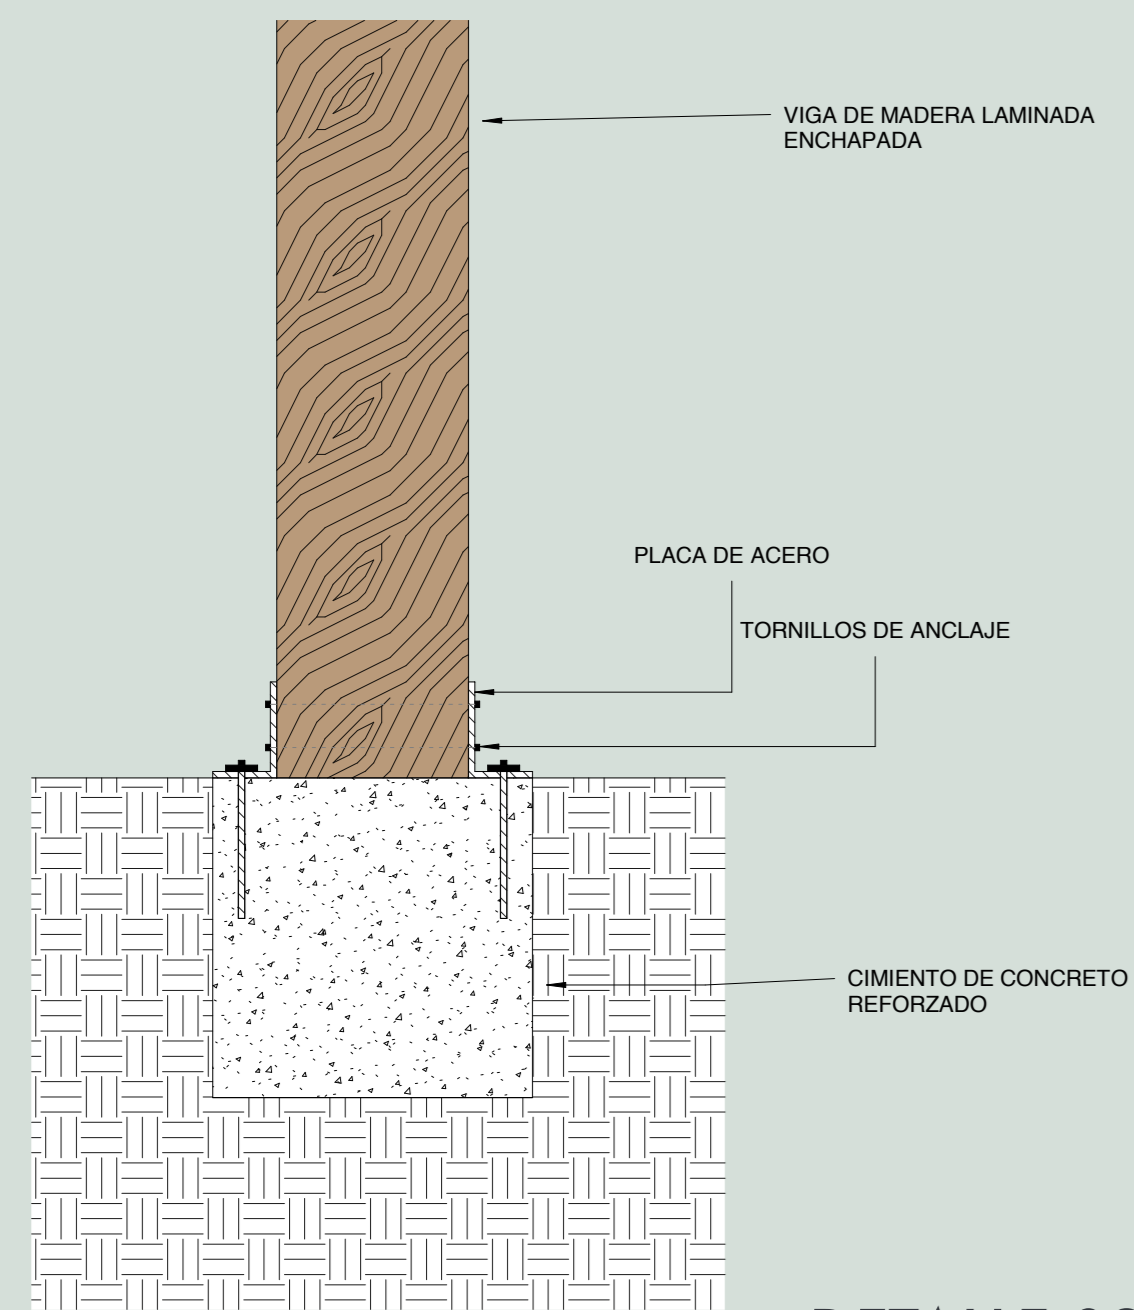 VIGA DE MADERA LAMINADA
ENCHAPADA
PLACA DE ACERO
TORNILLOS DE ANCLAJE
CIMIENTO DE CONCRETO
REFORZADO